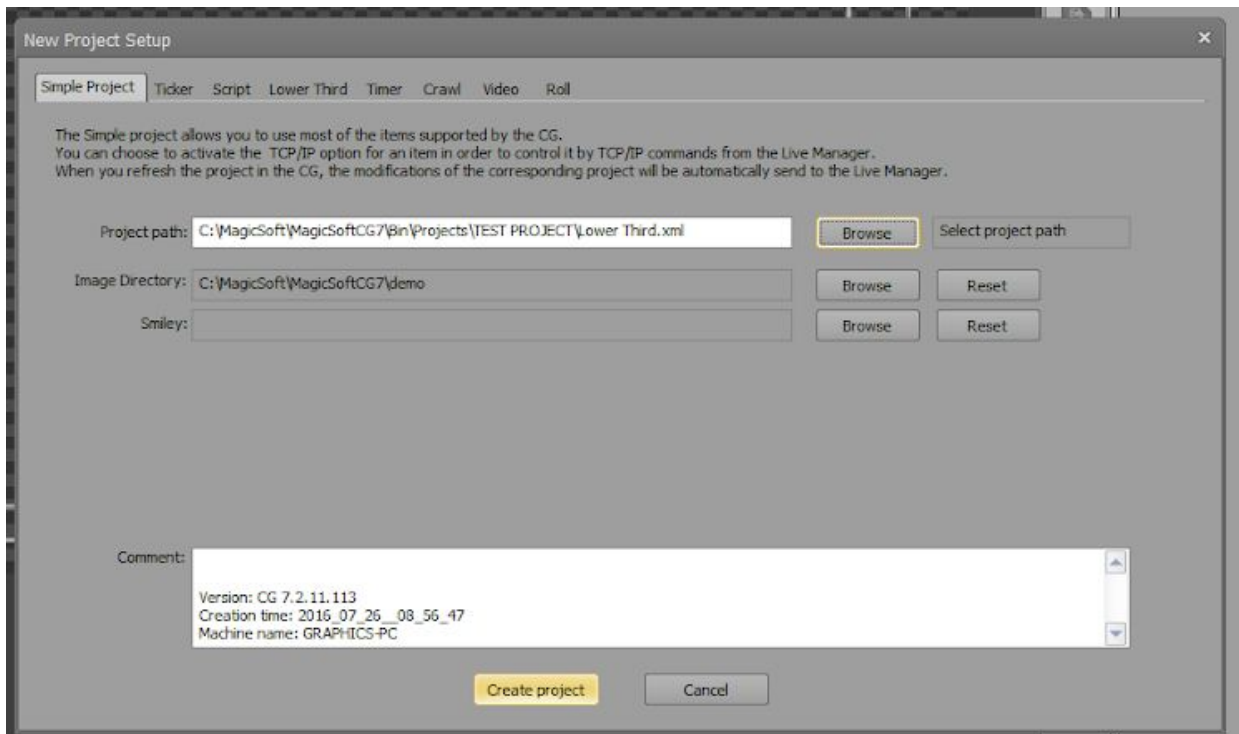 New Project Setup
Simple Project Ticker Script Lower Third Timer Crawl Video Roll
The Simple project allows you to use most of the items supported by the CG.
You can choose to activate the TCP/IP option for an item in order to control it by TCP/IP commands from the Live Manager.
When you refresh the project in the CG, the modifications of the corresponding project will be automatically send to the Live Manager.
Project path: C:\MagicSoft\MagicSoftCG7\Bin\Projects\TEST PROJECT\Lower Third.xml Browse Select project path
Image Directory: C:\MagicSoft\MagicSoftCG7\demo Browse Reset
Smiley: Browse Reset
Comment:
Version: CG 7.2.11.113
Creation time: 2016_07_26__08_56_47
Machine name: GRAPHICS-PC
Create project Cancel